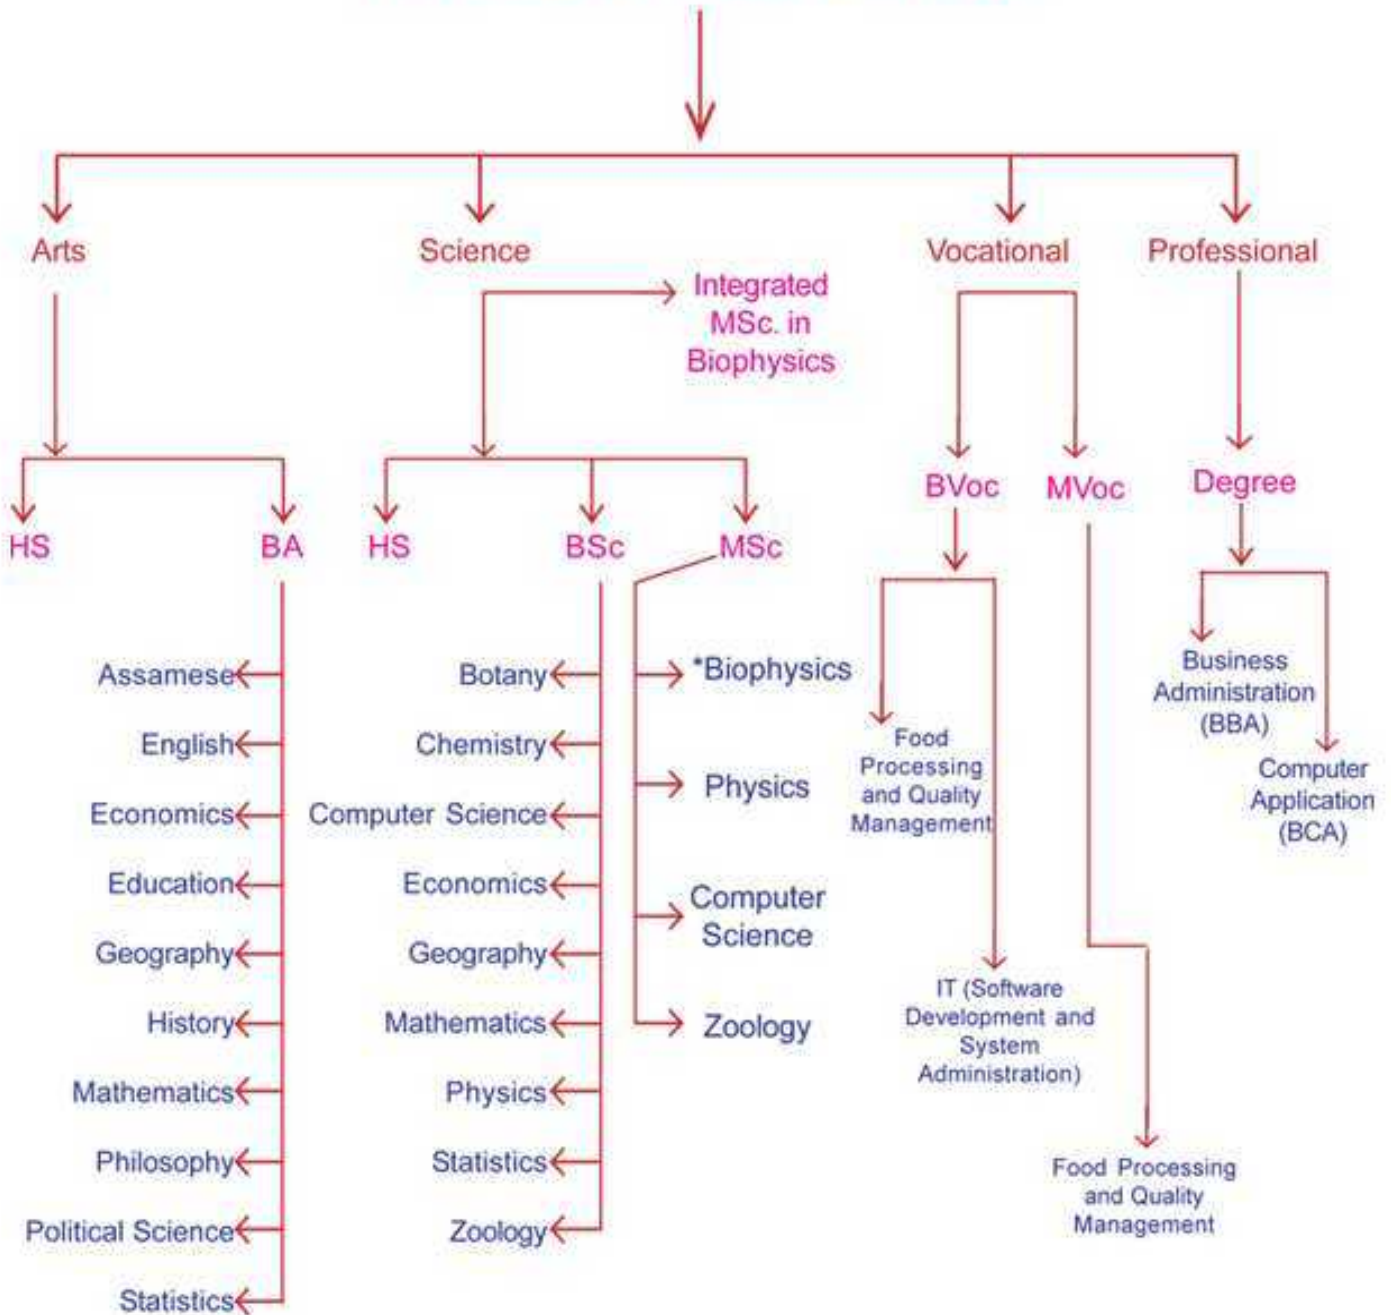 Arts
Science
Vocational
Professional
Integrated
MSc. in
Biophysics
HS
BA
HS
BSc
MSc
BVoc
MVoc
Degree
Assamese
English
Economics
Education
Geography
History
Mathematics
Philosophy
Political Science
Statistics
Botany
Chemistry
Computer Science
Economics
Geography
Mathematics
Physics
Statistics
Zoology
*Biophysics
Physics
Computer
Science
Zoology
Food
Processing
and Quality
Management
IT (Software
Development and
System
Administration)
Food Processing
and Quality
Management
Business
Administration
(BBA)
Computer
Application
(BCA)